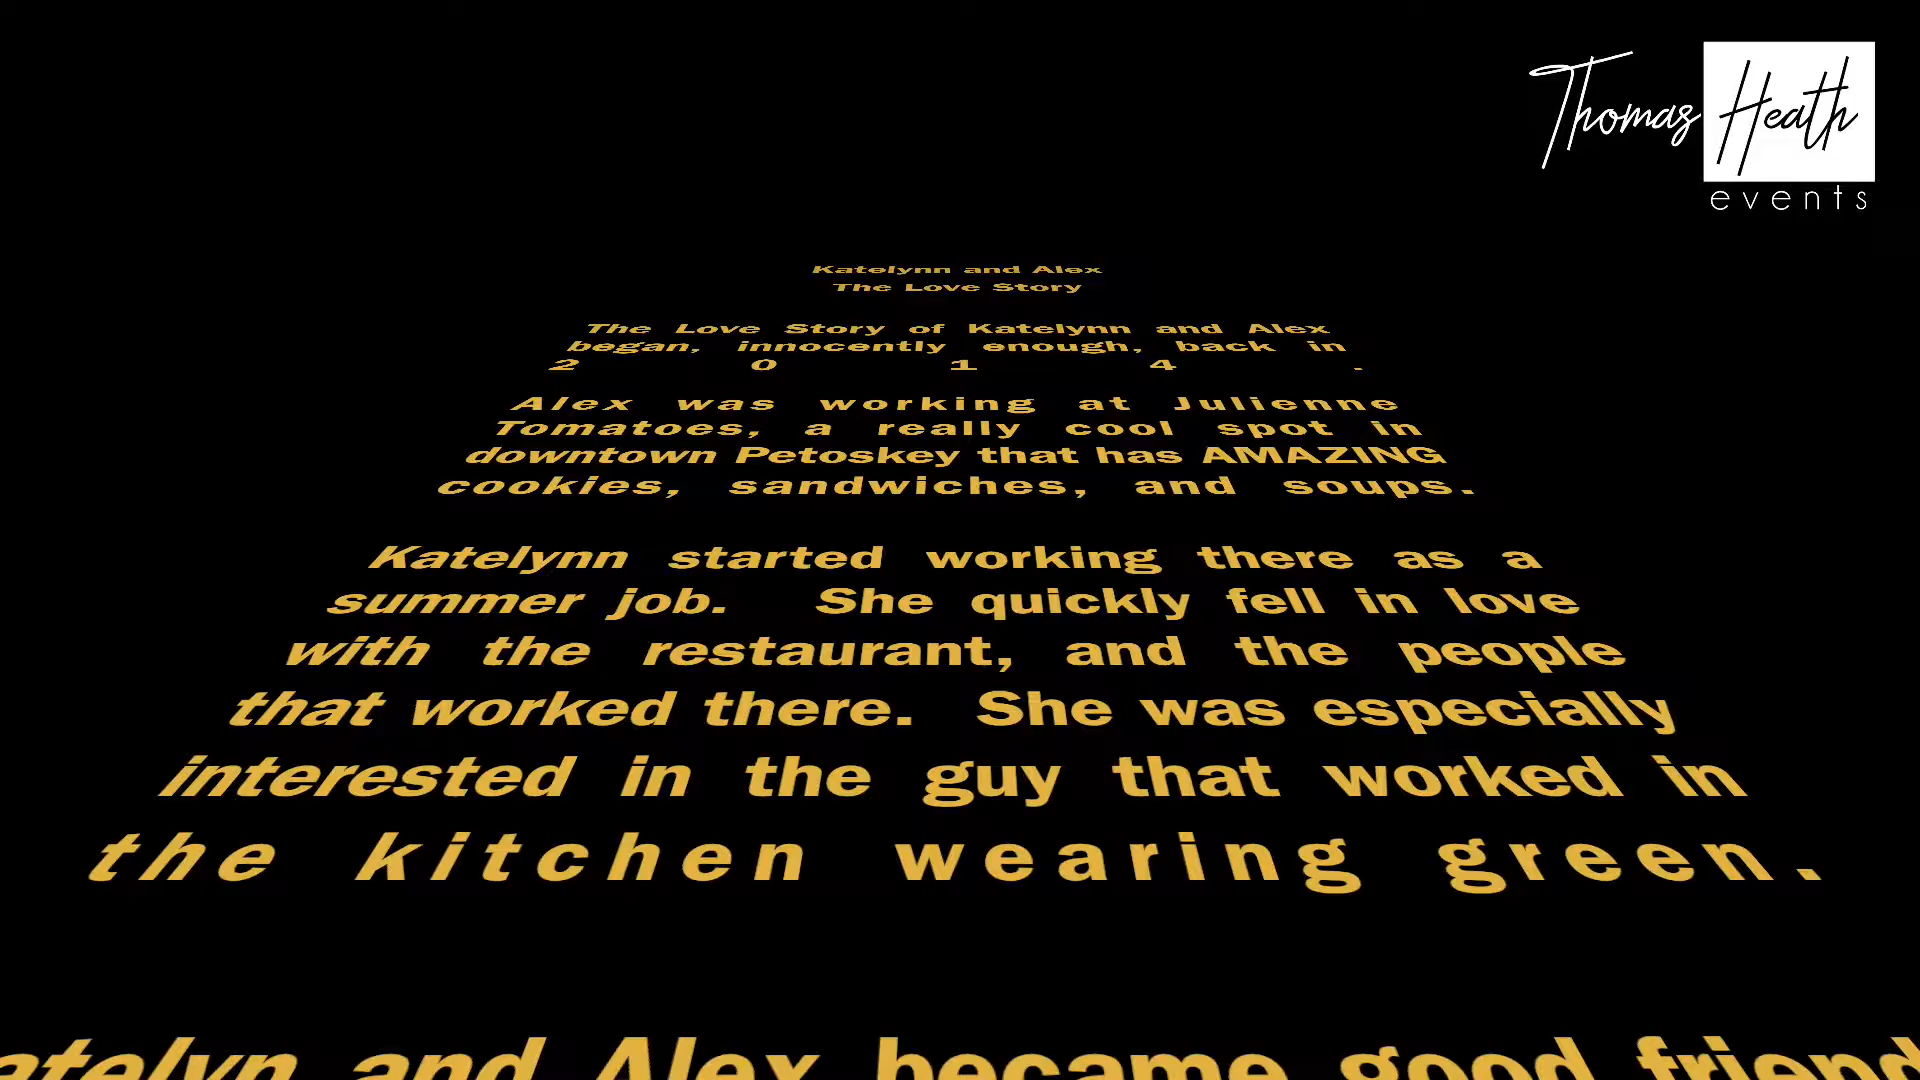 Thomas Heath
events
Katelynn and Alex
The Love Story
The Love Story of Katelynn and Alex
began, innocently enough, back in
2 0 1 4 .
Alex was working at Julienne
Tomatoes, a really cool spot in
downtown Petoskey that has AMAZING
cookies, sandwiches, and soups.
Katelynn started working there as a
summer job. She quickly fell in love
with the restaurant, and the people
that worked there. She was especially
interested in the guy that worked in
the kitchen wearing green.
atelyn and Alex became good friend